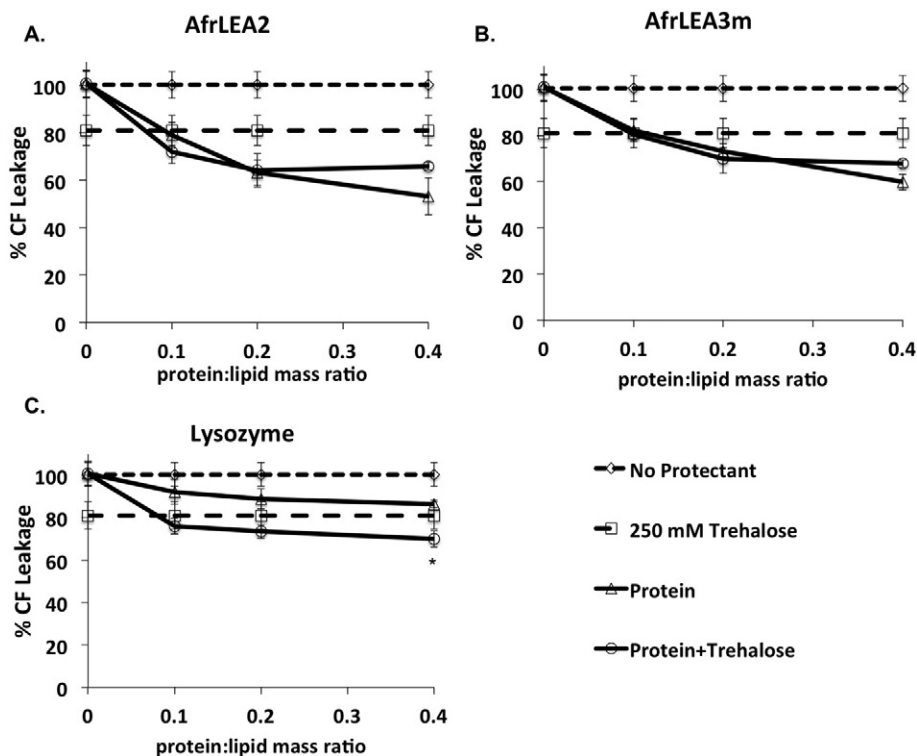 A.
AfrLEA2
% CF Leakage
100
80
60
40
20
0
0 0.1 0.2 0.3 0.4
protein:lipid mass ratio
B.
AfrLEA3m
% CF Leakage
100
80
60
40
20
0
0 0.1 0.2 0.3 0.4
protein:lipid mass ratio
C.
Lysozyme
% CF Leakage
100
80
60
40
20
0
*
0 0.1 0.2 0.3 0.4
protein:lipid mass ratio
No Protectant
250 mM Trehalose
Protein
Protein+Trehalose